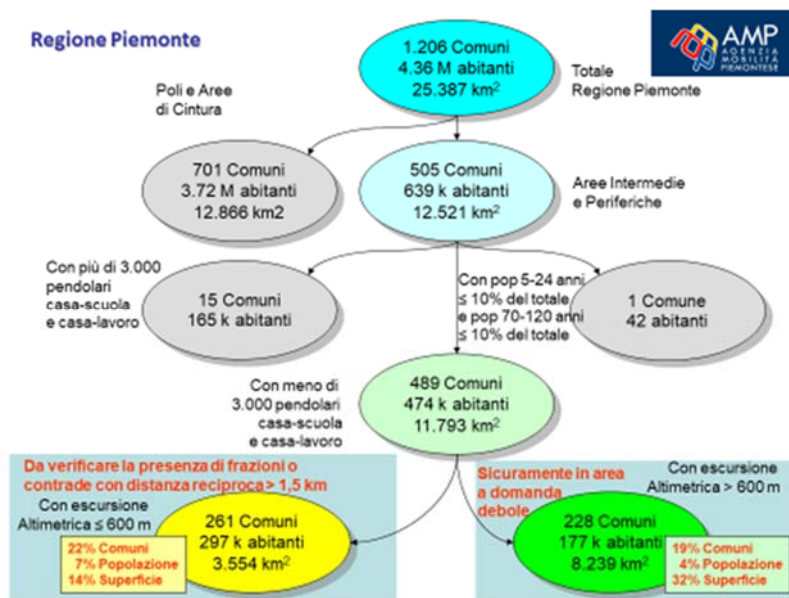 Regione Piemonte
AMP
AGENZIA
MOBILITÀ
PIEMONTESE
1.206 Comuni
4.36 M abitanti
25.387 km²
Totale
Regione Piemonte
Poli e Aree
di Cintura
701 Comuni
3.72 M abitanti
12.866 km2
505 Comuni
639 k abitanti
12.521 km²
Aree Intermedie
e Periferiche
Con più di 3.000
pendolari
casa-scuola
e casa-lavoro
15 Comuni
165 k abitanti
Con pop 5-24 anni
≤ 10% del totale
e pop 70-120 anni
≤ 10% del totale
1 Comune
42 abitanti
Con meno di
3.000 pendolari
casa-scuola
e casa-lavoro
489 Comuni
474 k abitanti
11.793 km²
Da verificare la presenza di frazioni o
contrade con distanza reciproca > 1,5 km
Con escursione
Altimetrica ≤ 600 m
261 Comuni
297 k abitanti
3.554 km²
22% Comuni
7% Popolazione
14% Superficie
Sicuramente in area
a domanda
debole
Con escursione
Altimetrica > 600 m
228 Comuni
177 k abitanti
8.239 km²
19% Comuni
4% Popolazione
32% Superficie